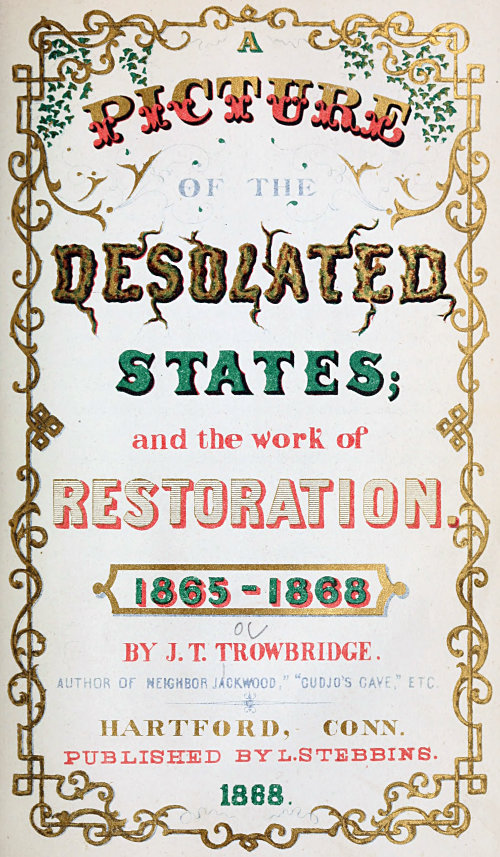 A
PICTURE
OF THE
DESOLATED
STATES;
and the work of
RESTORATION.
1865-1868
BY J. T. TROWBRIDGE.
AUTHOR OF NEIGHBOR JACKWOOD," "CUDJO'S CAVE," ETC.
HARTFORD, CONN.
PUBLISHED BY L. STEBBINS.
1868.